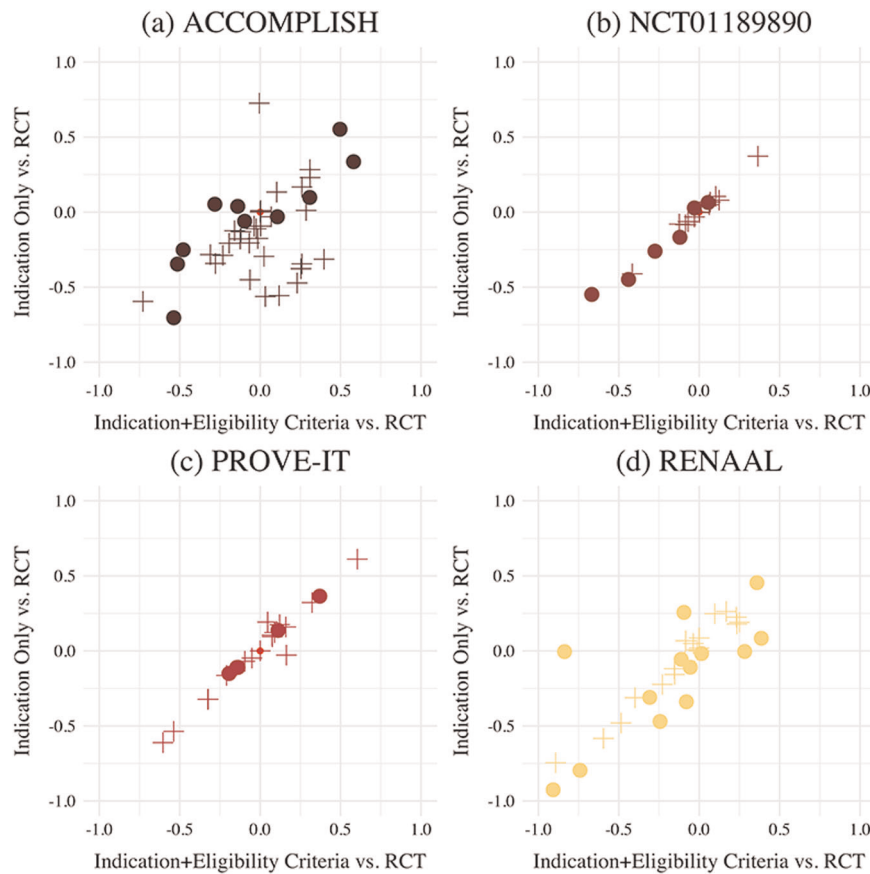 (a) ACCOMPLISH
1.0
0.5
0.0
-0.5
-1.0
Indication Only vs. RCT
-1.0 -0.5 0.0 0.5 1.0
Indication+Eligibility Criteria vs. RCT
(b) NCT01189890
1.0
0.5
0.0
-0.5
-1.0
Indication Only vs. RCT
-1.0 -0.5 0.0 0.5 1.0
Indication+Eligibility Criteria vs. RCT
(c) PROVE-IT
1.0
0.5
0.0
-0.5
-1.0
Indication Only vs. RCT
-1.0 -0.5 0.0 0.5 1.0
Indication+Eligibility Criteria vs. RCT
(d) RENAAL
1.0
0.5
0.0
-0.5
-1.0
Indication Only vs. RCT
-1.0 -0.5 0.0 0.5 1.0
Indication+Eligibility Criteria vs. RCT